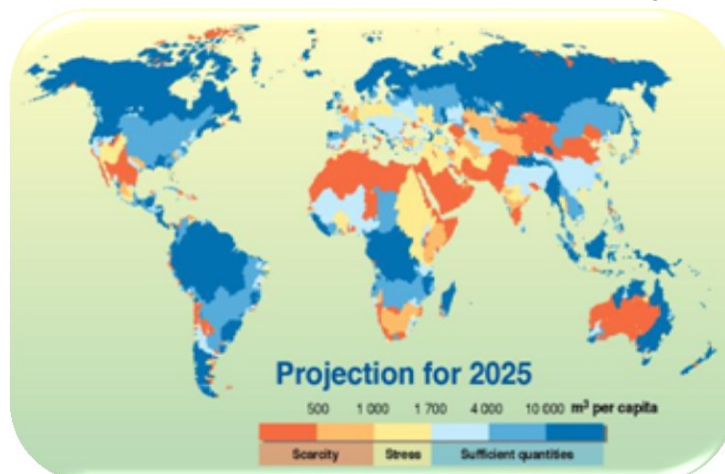 Projection for 2025
500 1 000 1 700 4 000 10 000 m³ per capita
Scarcity Stress Sufficient quantities